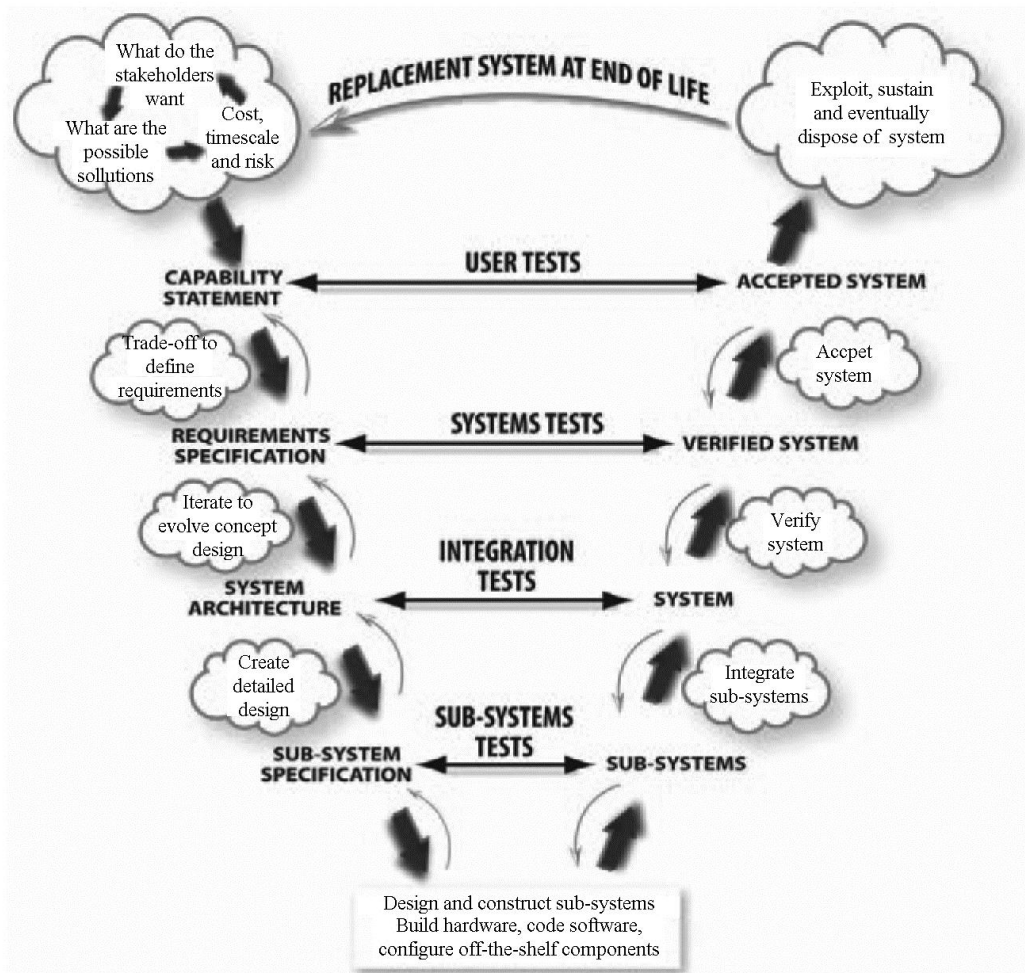 What do the
stakeholders
want
What are the
possible
sollutions
Cost,
timescale
and risk
REPLACEMENT SYSTEM AT END OF LIFE
Exploit, sustain
and eventually
dispose of system
CAPABILITY
STATEMENT
USER TESTS
ACCEPTED SYSTEM
Trade-off to
define
requirements
Accpet
system
REQUIREMENTS
SPECIFICATION
SYSTEMS TESTS
VERIFIED SYSTEM
Iterate to
evolve concept
design
Verify
system
SYSTEM
ARCHITECTURE
INTEGRATION
TESTS
SYSTEM
Create
detailed
design
Integrate
sub-systems
SUB-SYSTEM
SPECIFICATION
SUB-SYSTEMS
TESTS
SUB-SYSTEMS
Design and construct sub-systems
Build hardware, code software,
configure off-the-shelf components